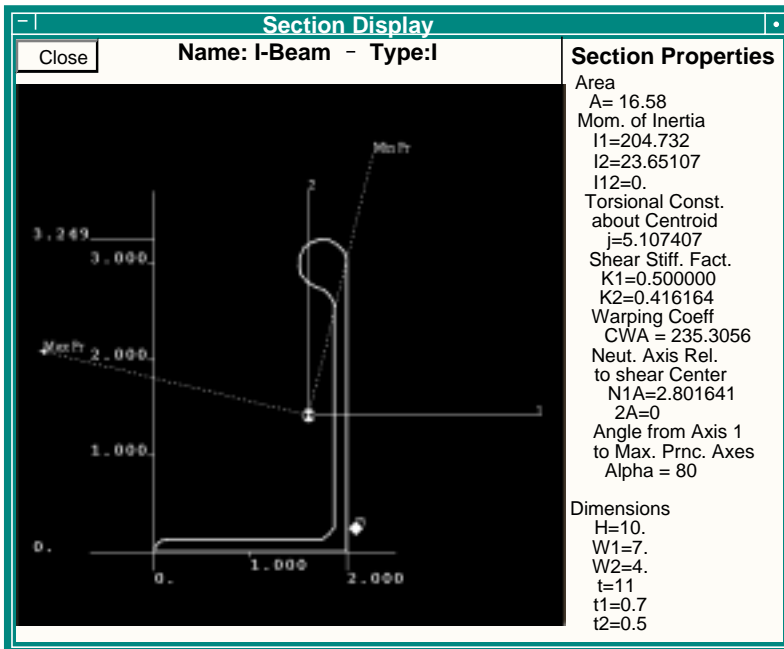 Section Display
Close
Name: I-Beam - Type:I
Section Properties
Area
A= 16.58
Mom. of Inertia
I1=204.732
I2=23.65107
I12=0.
Torsional Const.
about Centroid
j=5.107407
Shear Stiff. Fact.
K1=0.500000
K2=0.416164
Warping Coeff
CWA = 235.3056
Neut. Axis Rel.
to shear Center
N1A=2.801641
2A=0
Angle from Axis 1
to Max. Prnc. Axes
Alpha = 80
Dimensions
H=10.
W1=7.
W2=4.
t=11
t1=0.7
t2=0.5
Min Pr
2
3.249
3.000
Max Pr
2.000
1
1.000
0.
0.
1.000
2.000